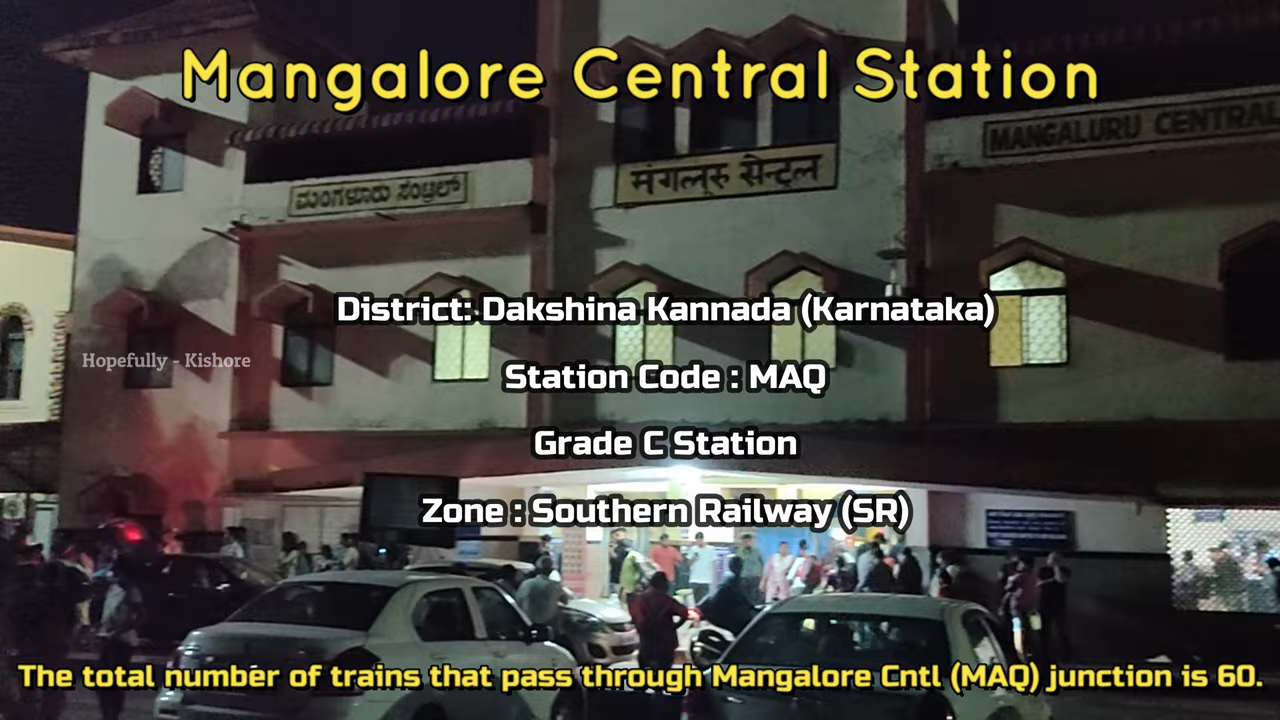 Mangalore Central Station
ಮಂಗಳೂರು ಸೆಂಟ್ರಲ್
मंगलूरु सेन्ट्रल
MANGALURU CENTRAL
District: Dakshina Kannada (Karnataka)
Hopefully - Kishore
Station Code : MAQ
Grade C Station
Zone : Southern Railway (SR)
The total number of trains that pass through Mangalore Cntl (MAQ) junction is 60.